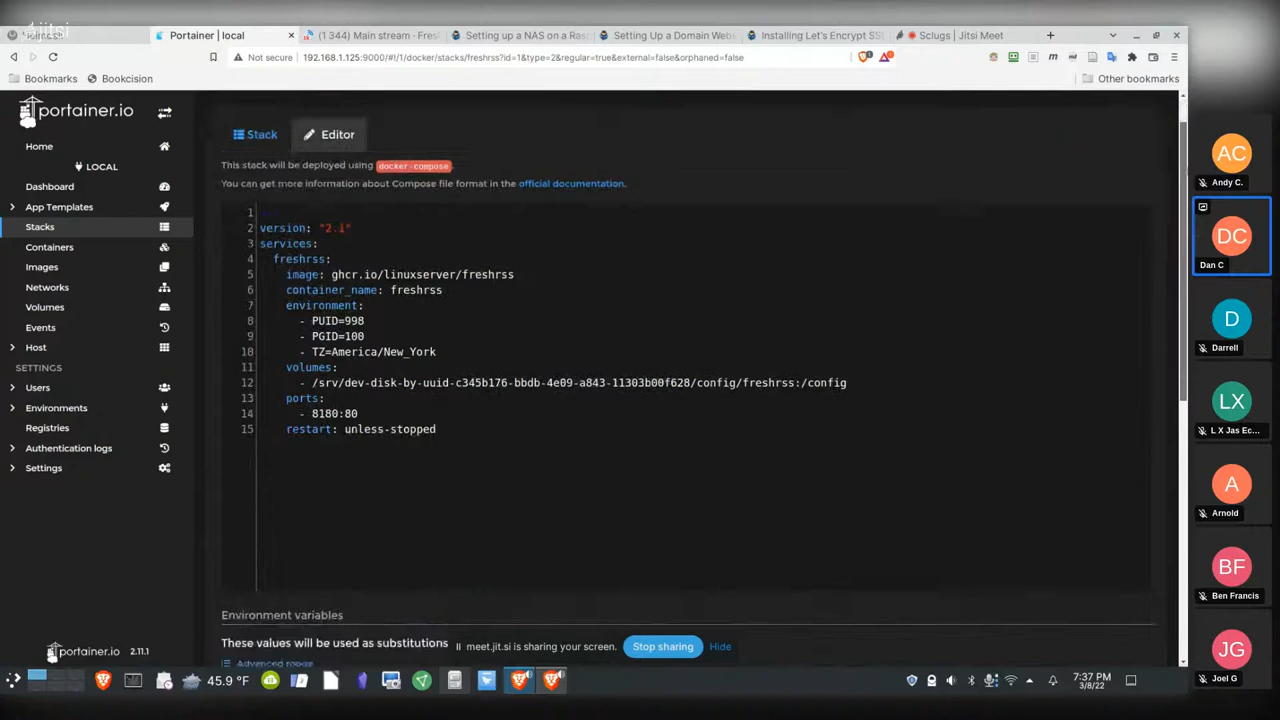 jitsi
Portainer | local
(1 344) Main stream · Fres
Setting up a NAS on a Rasp
Setting Up a Domain Webs
Installing Let's Encrypt SSL
Sclugs | Jitsi Meet
Not secure
192.168.1.125:9000/#!/1/docker/stacks/freshrss?id=1&type=2&regular=true&external=false&orphaned=false
Bookmarks
Bookcision
Other bookmarks
portainer.io
Home
LOCAL
Dashboard
App Templates
Stacks
Containers
Images
Networks
Volumes
Events
Host
SETTINGS
Users
Environments
Registries
Authentication logs
Settings
portainer.io 2.11.1
Stack
Editor
This stack will be deployed using docker-compose.
You can get more information about Compose file format in the official documentation.
1
2 version: "2.1"
3 services:
4 freshrss:
5 image: ghcr.io/linuxserver/freshrss
6 container_name: freshrss
7 environment:
8 - PUID=998
9 - PGID=100
10 - TZ=America/New_York
11 volumes:
12 - /srv/dev-disk-by-uuid-c345b176-bbdb-4e09-a843-11303b00f628/config/freshrss:/config
13 ports:
14 - 8180:80
15 restart: unless-stopped
Environment variables
These values will be used as substitutions
Advanced mode
meet.jit.si is sharing your screen.
Stop sharing
Hide
45.9 °F
7:37 PM
3/8/22
AC
Andy C.
DC
Dan C
D
Darrell
LX
L X Jas Ec...
A
Arnold
BF
Ben Francis
JG
Joel G